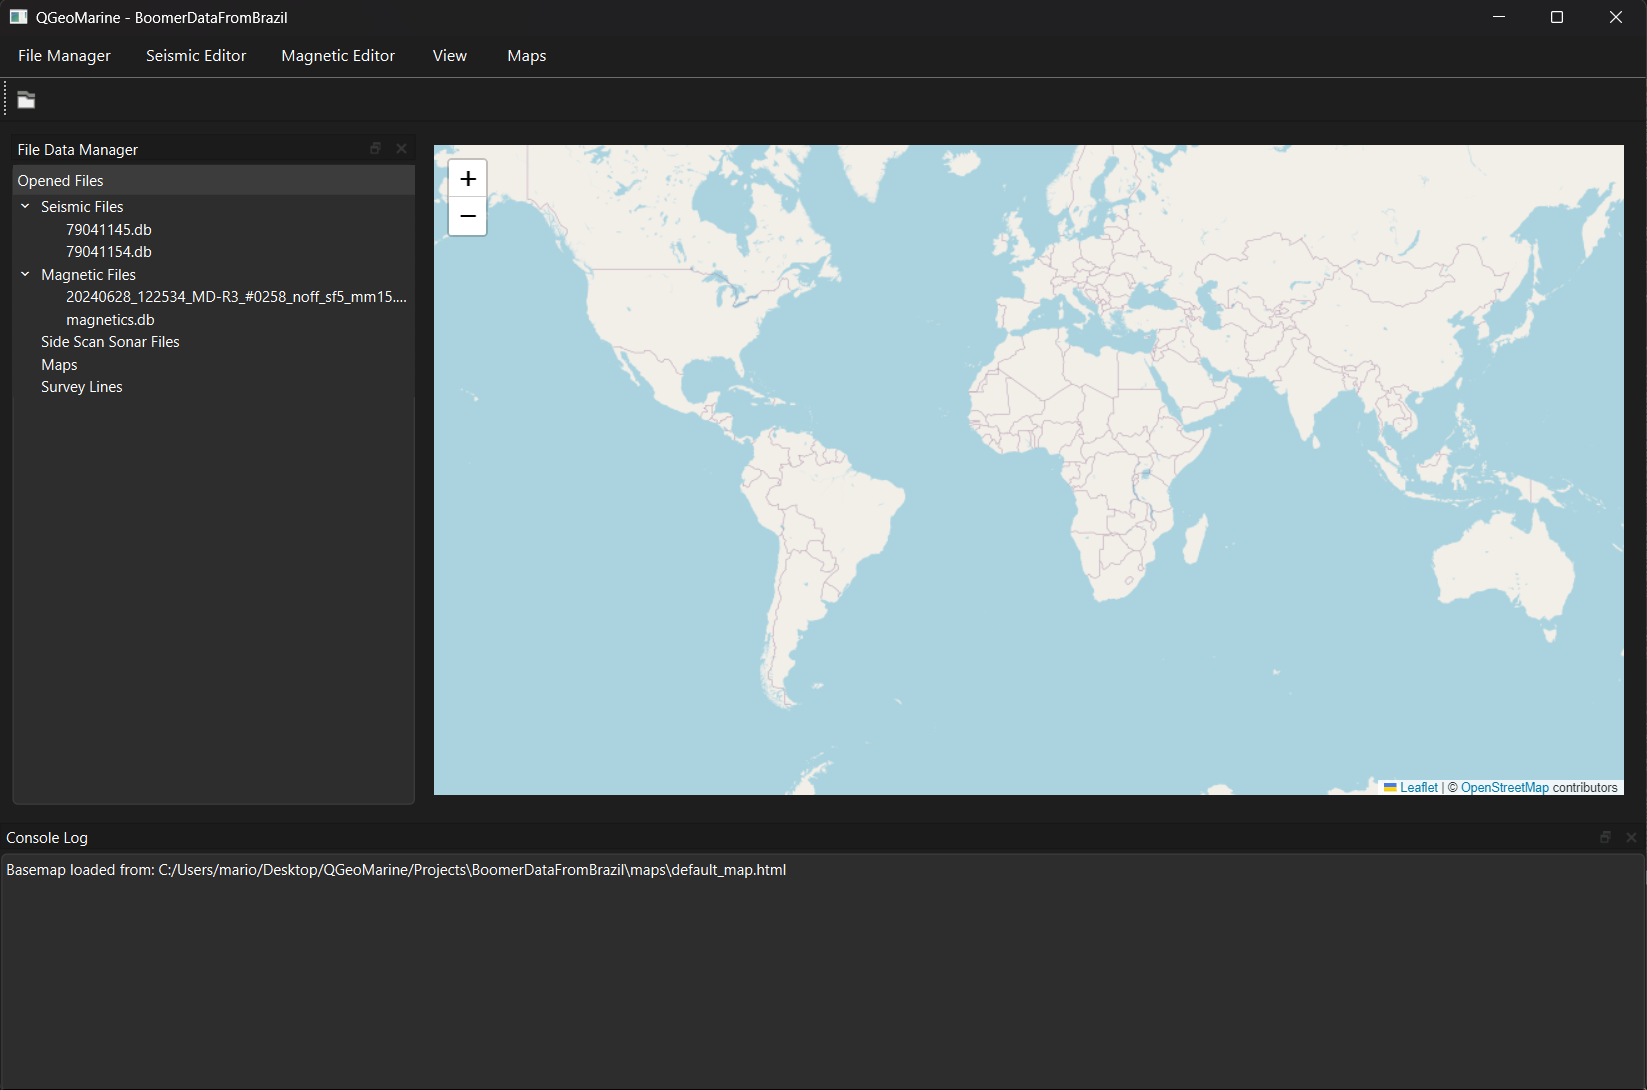 QGeoMarine - BoomerDataFromBrazil
File Manager Seismic Editor Magnetic Editor View Maps
File Data Manager
Opened Files
Seismic Files
79041145.db
79041154.db
Magnetic Files
20240628_122534_MD-R3_#0258_noff_sf5_mm15....
magnetics.db
Side Scan Sonar Files
Maps
Survey Lines
+
−
Leaflet | © OpenStreetMap contributors
Console Log
Basemap loaded from: C:/Users/mario/Desktop/QGeoMarine/Projects\BoomerDataFromBrazil\maps\default_map.html